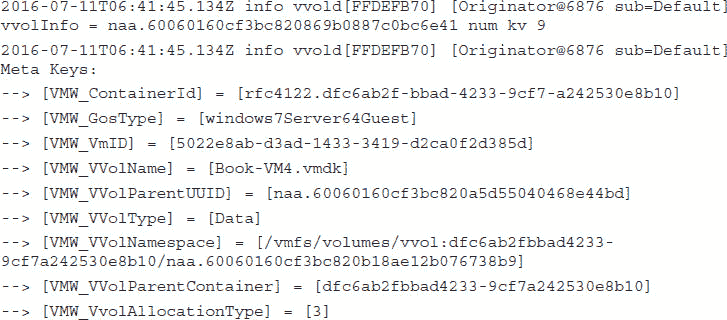 2016-07-11T06:41:45.134Z info vvold[FFDEFB70] [Originator@6876 sub=Default]
vvolInfo = naa.60060160cf3bc820869b0887c0bc6e41 num kv 9
2016-07-11T06:41:45.134Z info vvold[FFDEFB70] [Originator@6876 sub=Default]
Meta Keys:
--> [VMW_ContainerId] = [rfc4122.dfc6ab2f-bbad-4233-9cf7-a242530e8b10]
--> [VMW_GosType] = [windows7Server64Guest]
--> [VMW_VmID] = [5022e8ab-d3ad-1433-3419-d2ca0f2d385d]
--> [VMW_VVolName] = [Book-VM4.vmdk]
--> [VMW_VVolParentUUID] = [naa.60060160cf3bc820a5d55040468e44bd]
--> [VMW_VVolType] = [Data]
--> [VMW_VVolNamespace] = [/vmfs/volumes/vvol:dfc6ab2fbbad4233-
9cf7a242530e8b10/naa.60060160cf3bc820b18ae12b076738b9]
--> [VMW_VVolParentContainer] = [dfc6ab2fbbad4233-9cf7a242530e8b10]
--> [VMW_VvolAllocationType] = [3]